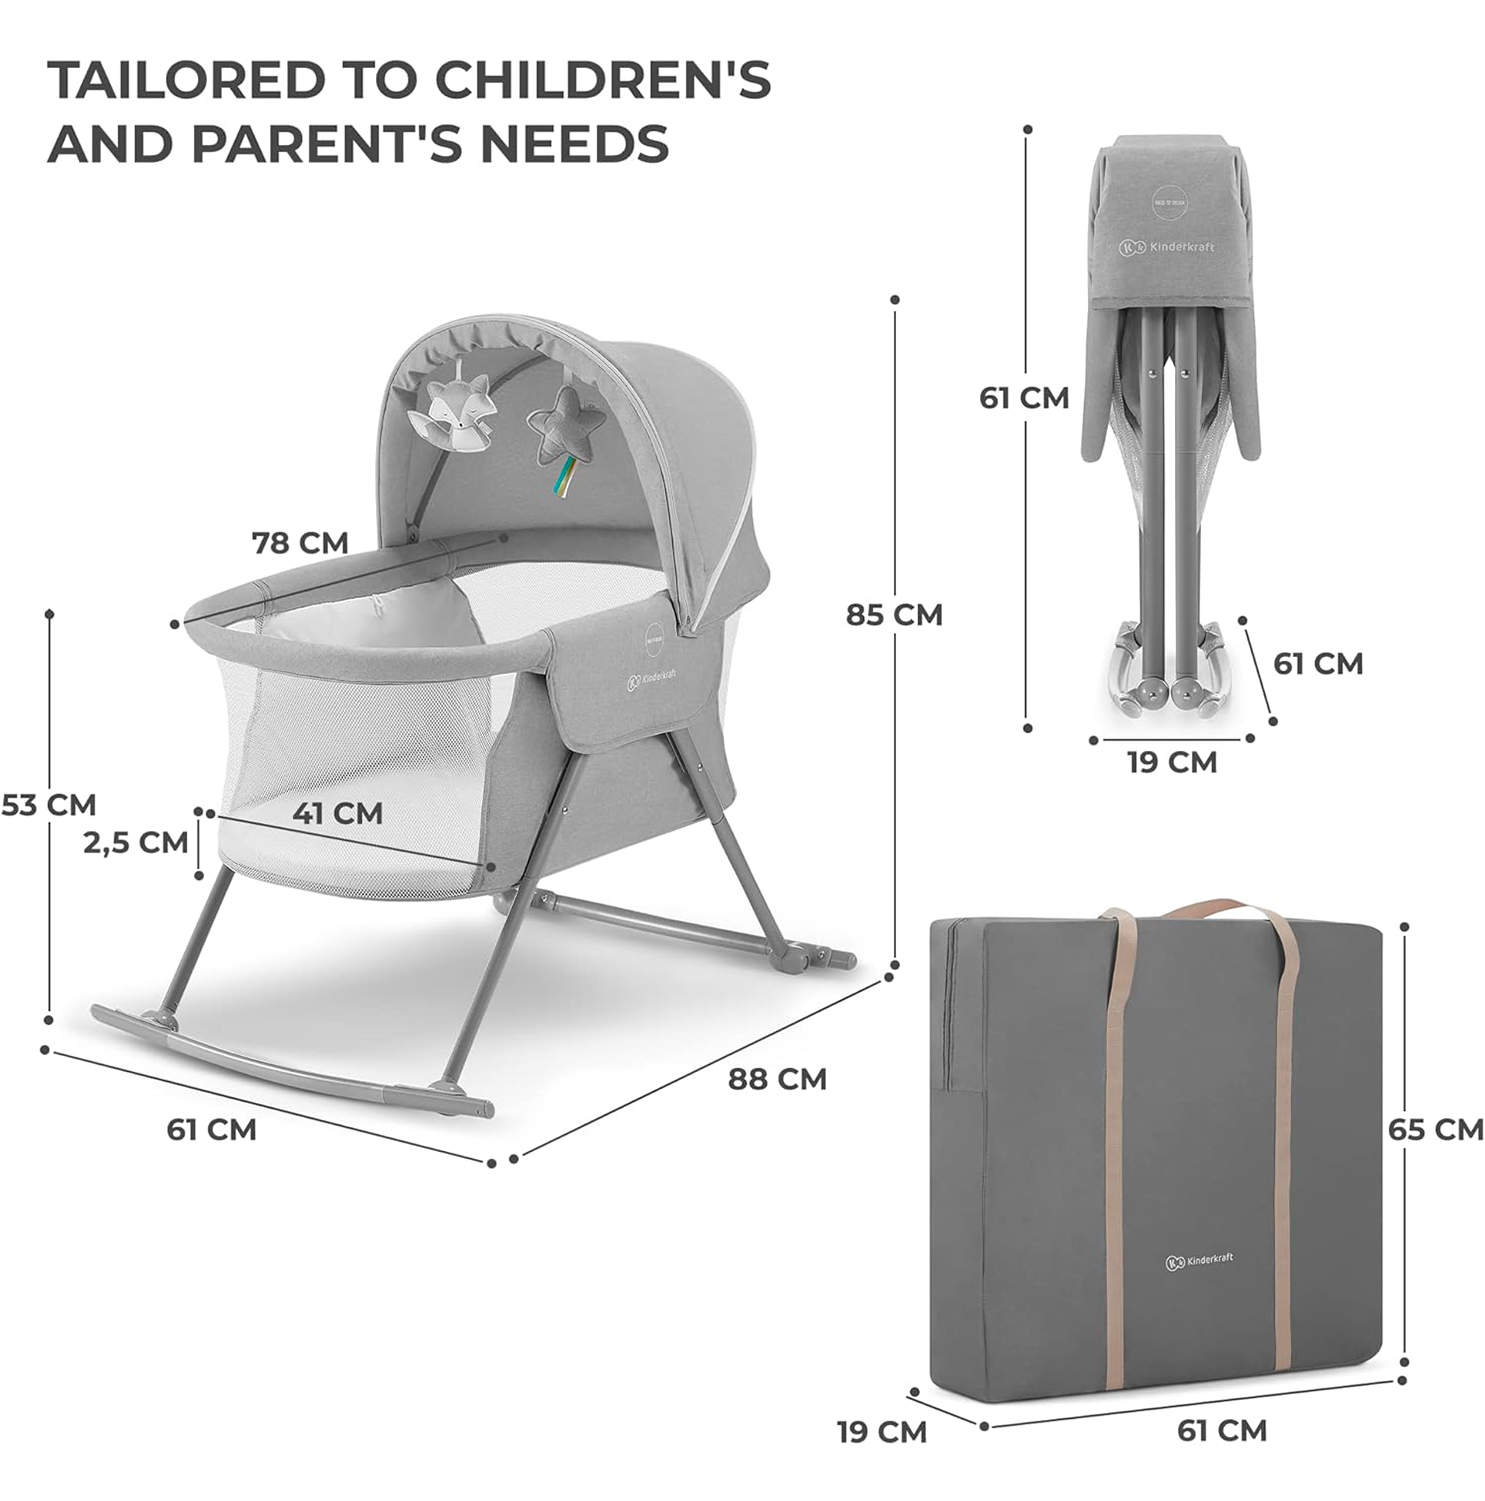 TAILORED TO CHILDREN'S
AND PARENT'S NEEDS
61 CM
Kinderkraft
61 CM
19 CM
78 CM
85 CM
Kinderkraft
53 CM
2,5 CM
41 CM
88 CM
61 CM
65 CM
Kinderkraft
19 CM
61 CM